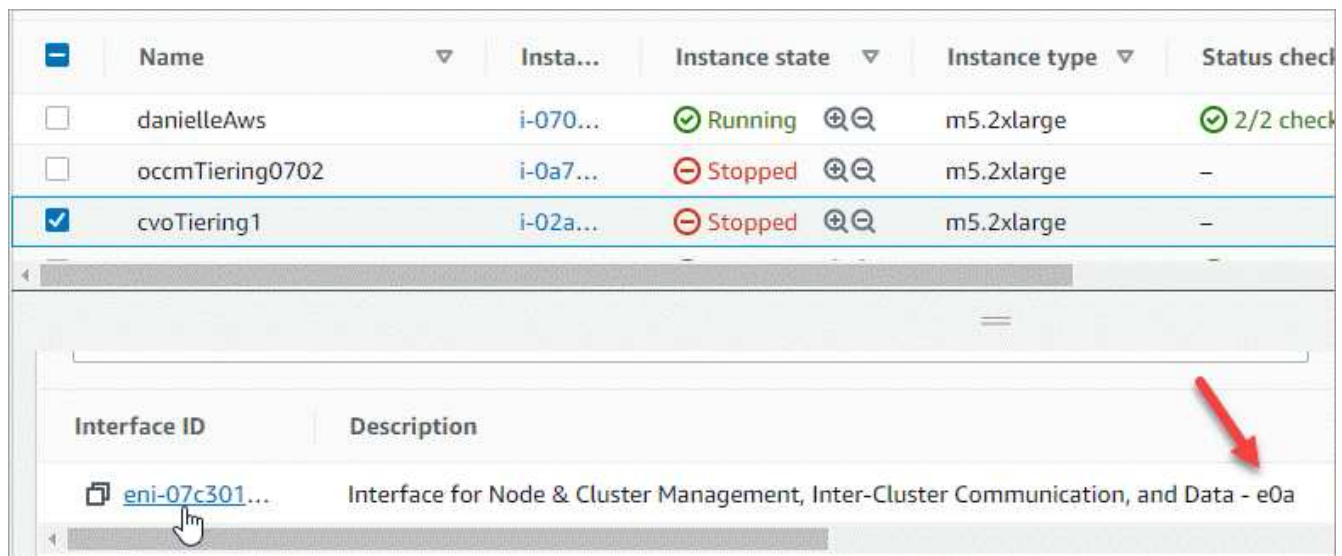 Name Insta... Instance state Instance type Status check
danielleAws i-070... Running m5.2xlarge 2/2 check
occmTiering0702 i-0a7... Stopped m5.2xlarge –
cvoTiering1 i-02a... Stopped m5.2xlarge –
Interface ID Description
eni-07c301... Interface for Node & Cluster Management, Inter-Cluster Communication, and Data - e0a